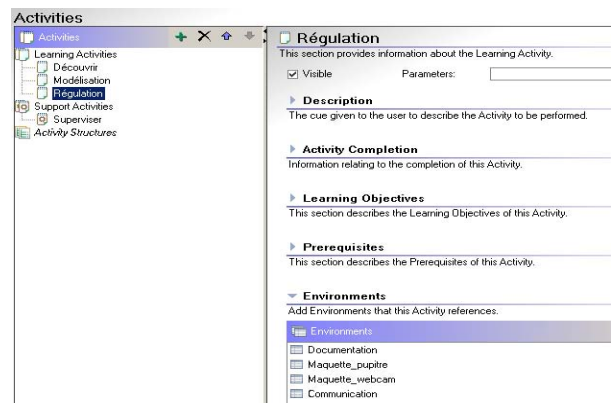 Activities
Activities
Learning Activities
Découvrir
Modélisation
Régulation
Support Activities
Superviser
Activity Structures
Régulation
This section provides information about the Learning Activity.
Visible Parameters:
Description
The cue given to the user to describe the Activity to be performed.
Activity Completion
Information relating to the completion of this Activity.
Learning Objectives
This section describes the Learning Objectives of this Activity.
Prerequisites
This section describes the Prerequisites of this Activity.
Environments
Add Environments that this Activity references.
Environments
Documentation
Maquette_pupitre
Maquette_webcam
Communication